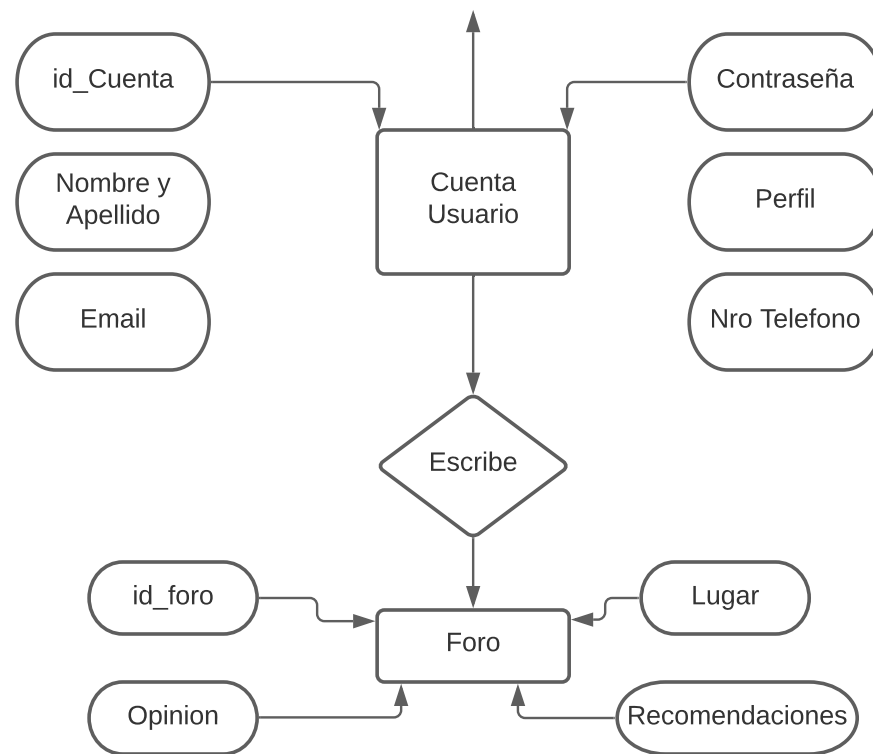 id_Cuenta
Contraseña
Nombre y
Apellido
Cuenta
Usuario
Perfil
Email
Nro Telefono
Escribe
id_foro
Lugar
Foro
Opinion
Recomendaciones